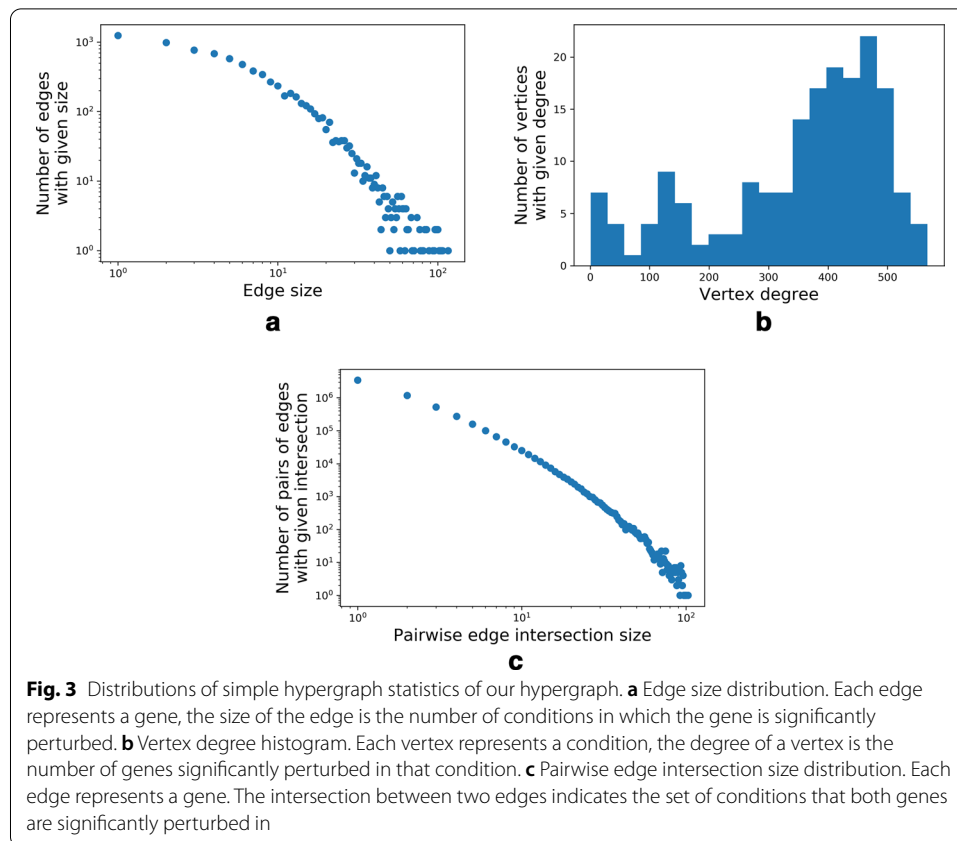 Number of edges
with given size
10³
10²
10¹
10⁰
10⁰ 10¹ 10²
Edge size
a
Number of vertices
with given degree
20
15
10
5
0
0 100 200 300 400 500
Vertex degree
b
Number of pairs of edges
with given intersection
10⁶
10⁵
10⁴
10³
10²
10¹
10⁰
10⁰ 10¹ 10²
Pairwise edge intersection size
c
Fig. 3 Distributions of simple hypergraph statistics of our hypergraph. a Edge size distribution. Each edge
represents a gene, the size of the edge is the number of conditions in which the gene is significantly
perturbed. b Vertex degree histogram. Each vertex represents a condition, the degree of a vertex is the
number of genes significantly perturbed in that condition. c Pairwise edge intersection size distribution. Each
edge represents a gene. The intersection between two edges indicates the set of conditions that both genes
are significantly perturbed in